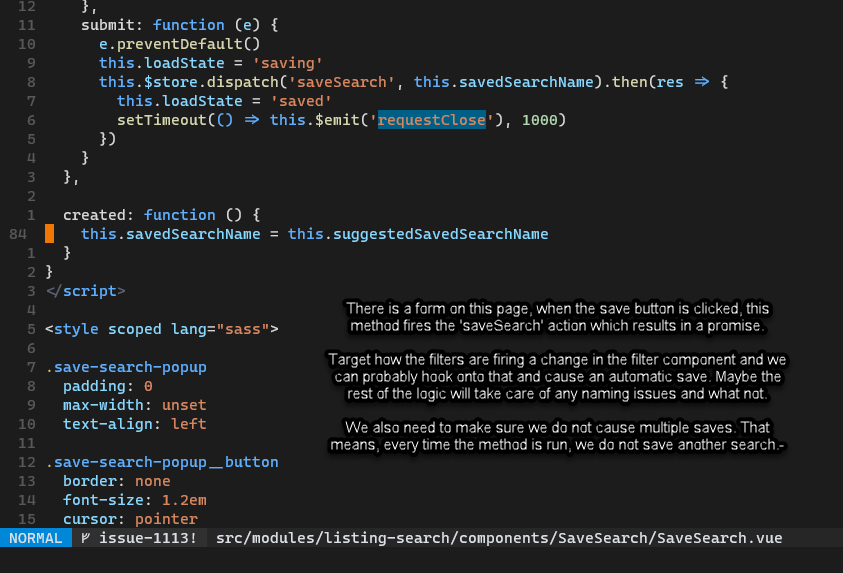 12 },
11 submit: function (e) {
10 e.preventDefault()
9 this.loadState = 'saving'
8 this.$store.dispatch('saveSearch', this.savedSearchName).then(res => {
7 this.loadState = 'saved'
6 setTimeout(() => this.$emit('requestClose'), 1000)
5 })
4 }
3 },
2
1 created: function () {
84 this.savedSearchName = this.suggestedSavedSearchName
1 }
2 }
3 </script>
4
5 <style scoped lang="sass">
6
7 .save-search-popup
8 padding: 0
9 max-width: unset
10 text-align: left
11
12 .save-search-popup__button
13 border: none
14 font-size: 1.2em
15 cursor: pointer
There is a form on this page, when the save button is clicked, this
method fires the 'saveSearch' action which results in a promise.
Target how the filters are firing a change in the filter component and we
can probably hook onto that and cause an automatic save. Maybe the
rest of the logic will take care of any naming issues and what not.
We also need to make sure we do not cause multiple saves. That
means, every time the method is run, we do not save another search.-
NORMAL issue-1113! src/modules/listing-search/components/SaveSearch/SaveSearch.vue